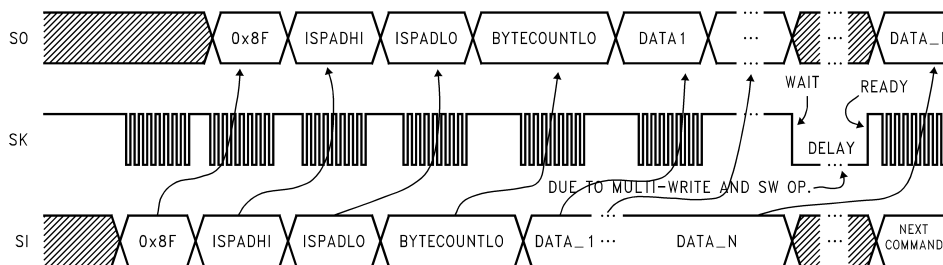 SO 0x8F ISPADHI ISPADLO BYTECOUNTLO DATA1 ... ... DATA_
WAIT READY
SK
DELAY
...
DUE TO MULTI-WRITE AND SW OP.
SI 0x8F ISPADHI ISPADLO BYTECOUNTLO DATA_1 ... DATA_N ... NEXT
COMMAND